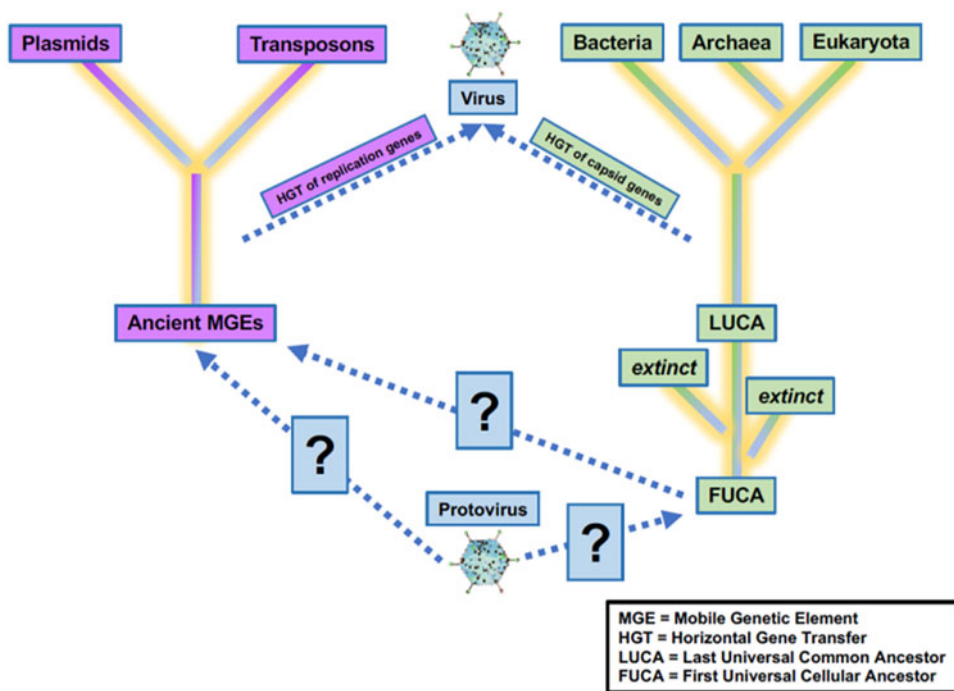 Plasmids
Transposons
Virus
Bacteria
Archaea
Eukaryota
HGT of replication genes
HGT of capsid genes
Ancient MGEs
LUCA
extinct
extinct
?
?
FUCA
Protovirus
?
MGE = Mobile Genetic Element
HGT = Horizontal Gene Transfer
LUCA = Last Universal Common Ancestor
FUCA = First Universal Cellular Ancestor